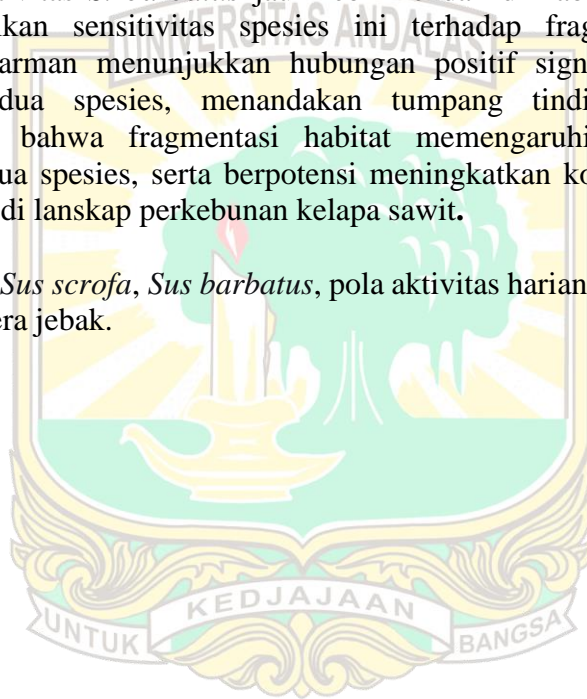 kan sensitivitas spesies ini terhadap frag
arman menunjukkan hubungan positif sign
dua spesies, menandakan tumpang tindi
bahwa fragmentasi habitat memengaruhi
ua spesies, serta berpotensi meningkatkan ko
di lanskap perkebunan kelapa sawit.
Sus scrofa, Sus barbatus, pola aktivitas harian
era jebak.
UNIVERSITAS ANDALAS
KEDJAJAAN
UNTUK
BANGSA